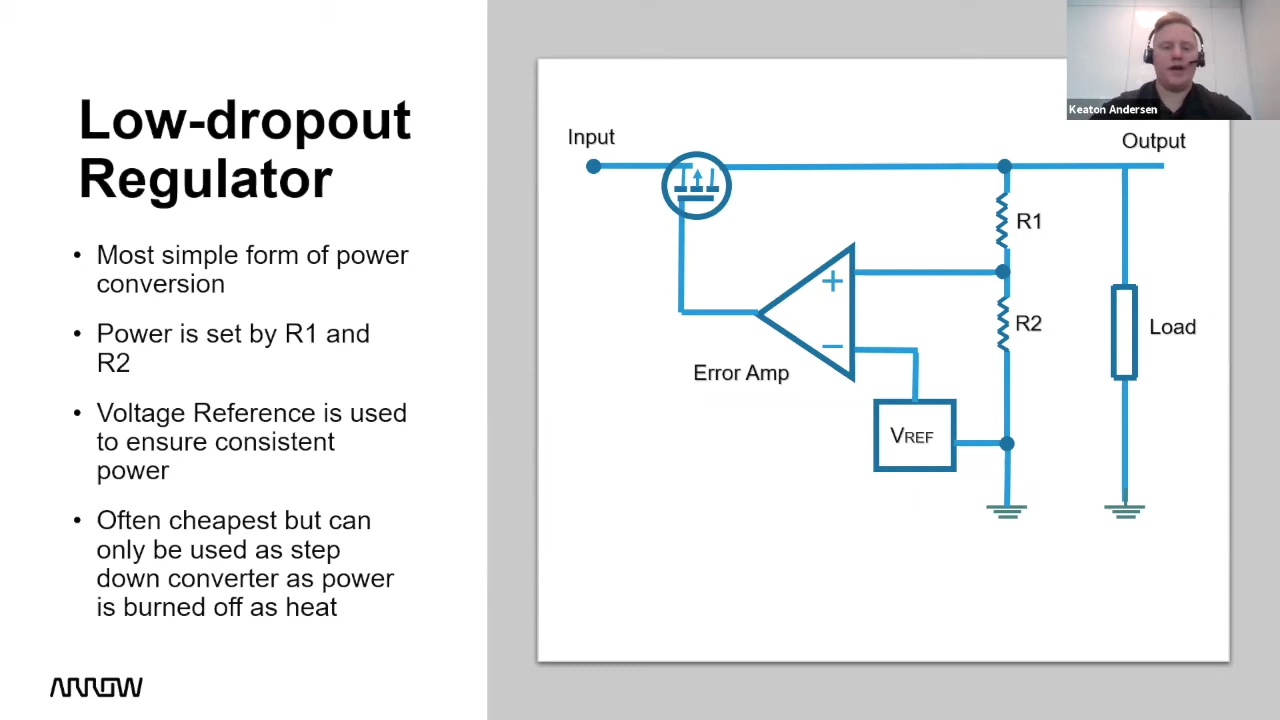 Low-dropout
Regulator
• Most simple form of power
conversion
• Power is set by R1 and
R2
• Voltage Reference is used
to ensure consistent
power
• Often cheapest but can
only be used as step
down converter as power
is burned off as heat
ARROW
Keaton Andersen
Input
Output
R1
+
R2
Load
−
Error Amp
VREF